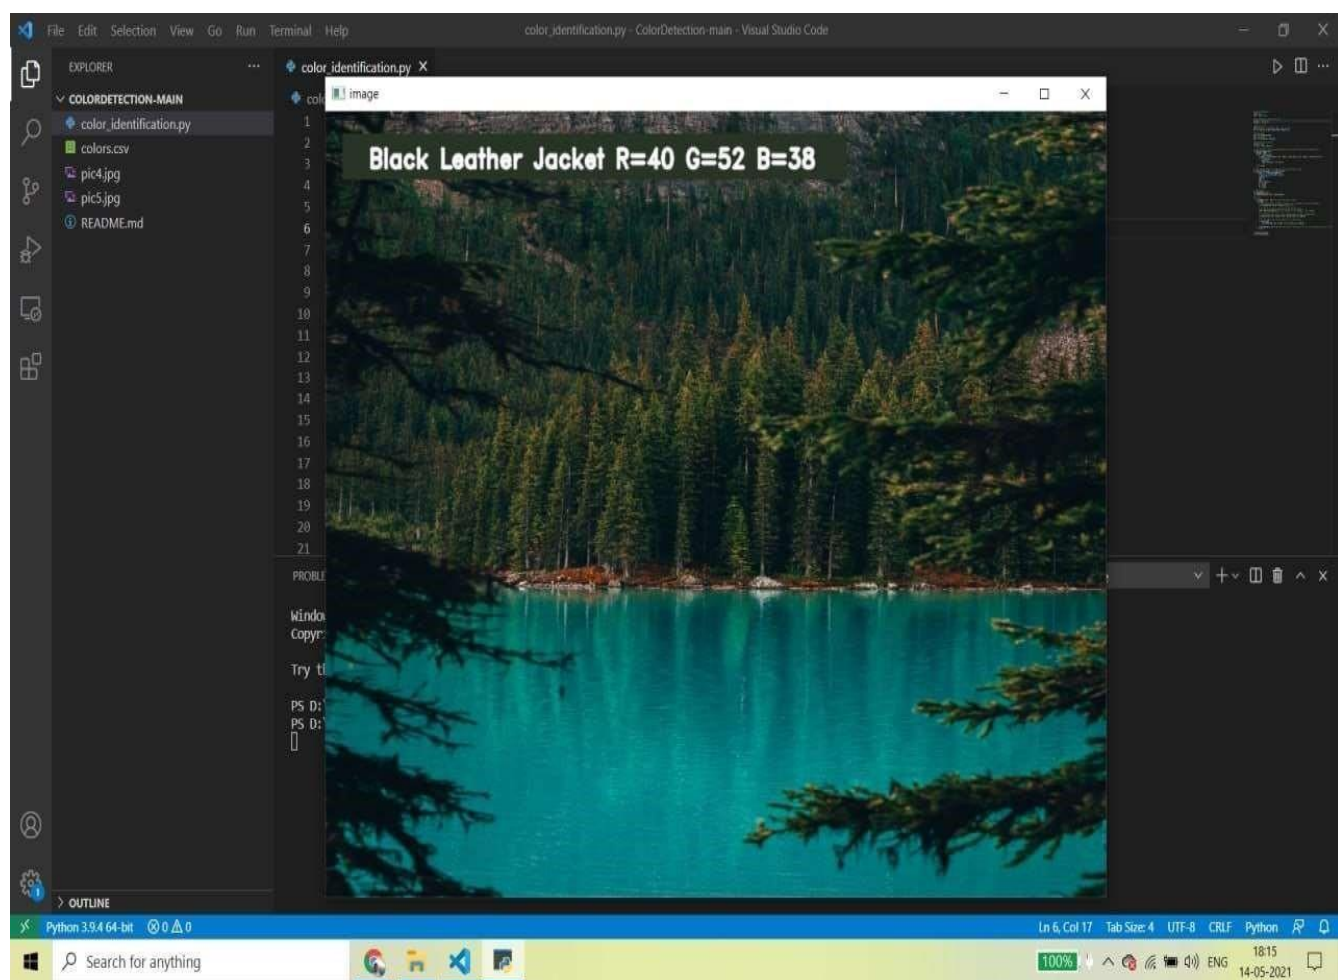 File Edit Selection View Go Run Terminal Help
color_identification.py - ColorDetection-main - Visual Studio Code
EXPLORER
COLORDETECTION-MAIN
color_identification.py
colors.csv
pic4.jpg
pic5.jpg
README.md
OUTLINE
color_identification.py
image
Black Leather Jacket R=40 G=52 B=38
1
2
3
4
5
6
7
8
9
10
11
12
13
14
15
16
17
18
19
20
21
PS D:
PS D:
Python 3.9.4 64-bit 0 0
Ln 6, Col 17 Tab Size: 4 UTF-8 CRLF Python
Search for anything
100%
ENG
18:15
14-05-2021